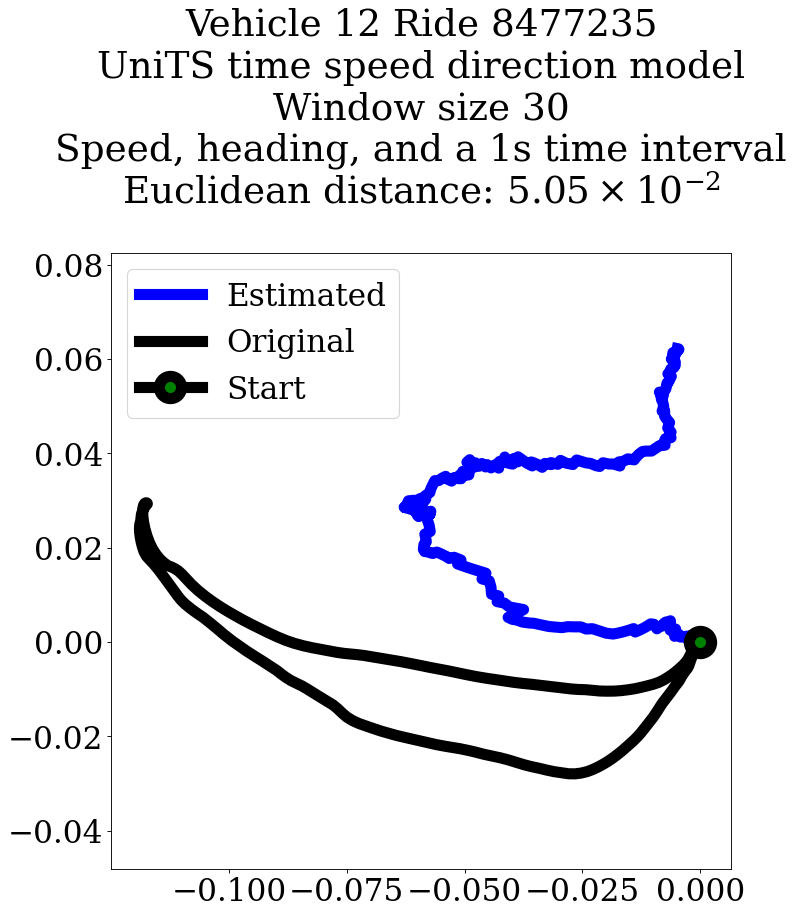 Vehicle 12 Ride 8477235
UniTS time speed direction model
Window size 30
Speed, heading, and a 1s time interval
Euclidean distance: 5.05 × 10⁻²
0.08
0.06
0.04
0.02
0.00
−0.02
−0.04
Estimated
Original
Start
−0.100 −0.075 −0.050 −0.025 0.000